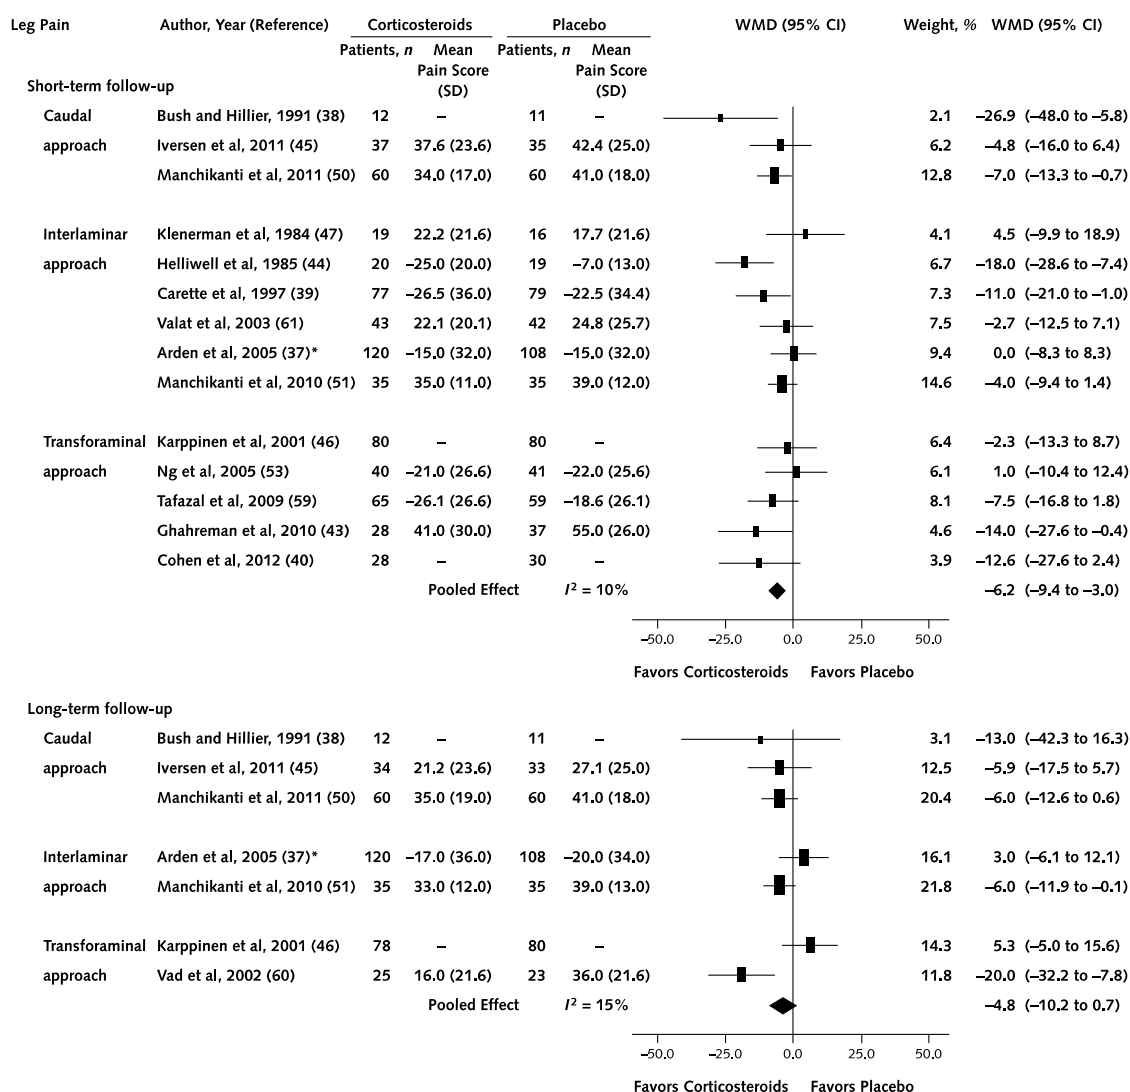 Leg Pain Author, Year (Reference) Corticosteroids Placebo WMD (95% CI) Weight, % WMD (95% CI)
Patients, n Mean Patients, n Mean
Pain Score Pain Score
(SD) (SD)
Short-term follow-up
Caudal Bush and Hillier, 1991 (38) 12 – 11 – 2.1 −26.9 (−48.0 to −5.8)
approach Iversen et al, 2011 (45) 37 37.6 (23.6) 35 42.4 (25.0) 6.2 −4.8 (−16.0 to 6.4)
Manchikanti et al, 2011 (50) 60 34.0 (17.0) 60 41.0 (18.0) 12.8 −7.0 (−13.3 to −0.7)
Interlaminar Klenerman et al, 1984 (47) 19 22.2 (21.6) 16 17.7 (21.6) 4.1 4.5 (−9.9 to 18.9)
approach Helliwell et al, 1985 (44) 20 −25.0 (20.0) 19 −7.0 (13.0) 6.7 −18.0 (−28.6 to −7.4)
Carette et al, 1997 (39) 77 −26.5 (36.0) 79 −22.5 (34.4) 7.3 −11.0 (−21.0 to −1.0)
Valat et al, 2003 (61) 43 22.1 (20.1) 42 24.8 (25.7) 7.5 −2.7 (−12.5 to 7.1)
Arden et al, 2005 (37)* 120 −15.0 (32.0) 108 −15.0 (32.0) 9.4 0.0 (−8.3 to 8.3)
Manchikanti et al, 2010 (51) 35 35.0 (11.0) 35 39.0 (12.0) 14.6 −4.0 (−9.4 to 1.4)
Transforaminal Karppinen et al, 2001 (46) 80 – 80 – 6.4 −2.3 (−13.3 to 8.7)
approach Ng et al, 2005 (53) 40 −21.0 (26.6) 41 −22.0 (25.6) 6.1 1.0 (−10.4 to 12.4)
Tafazal et al, 2009 (59) 65 −26.1 (26.6) 59 −18.6 (26.1) 8.1 −7.5 (−16.8 to 1.8)
Ghahreman et al, 2010 (43) 28 41.0 (30.0) 37 55.0 (26.0) 4.6 −14.0 (−27.6 to −0.4)
Cohen et al, 2012 (40) 28 – 30 – 3.9 −12.6 (−27.6 to 2.4)
Pooled Effect I² = 10% −6.2 (−9.4 to −3.0)
−50.0 −25.0 0.0 25.0 50.0
Favors Corticosteroids Favors Placebo
Long-term follow-up
Caudal Bush and Hillier, 1991 (38) 12 – 11 – 3.1 −13.0 (−42.3 to 16.3)
approach Iversen et al, 2011 (45) 34 21.2 (23.6) 33 27.1 (25.0) 12.5 −5.9 (−17.5 to 5.7)
Manchikanti et al, 2011 (50) 60 35.0 (19.0) 60 41.0 (18.0) 20.4 −6.0 (−12.6 to 0.6)
Interlaminar Arden et al, 2005 (37)* 120 −17.0 (36.0) 108 −20.0 (34.0) 16.1 3.0 (−6.1 to 12.1)
approach Manchikanti et al, 2010 (51) 35 33.0 (12.0) 35 39.0 (13.0) 21.8 −6.0 (−11.9 to −0.1)
Transforaminal Karppinen et al, 2001 (46) 78 – 80 – 14.3 5.3 (−5.0 to 15.6)
approach Vad et al, 2002 (60) 25 16.0 (21.6) 23 36.0 (21.6) 11.8 −20.0 (−32.2 to −7.8)
Pooled Effect I² = 15% −4.8 (−10.2 to 0.7)
−50.0 −25.0 0.0 25.0 50.0
Favors Corticosteroids Favors Placebo